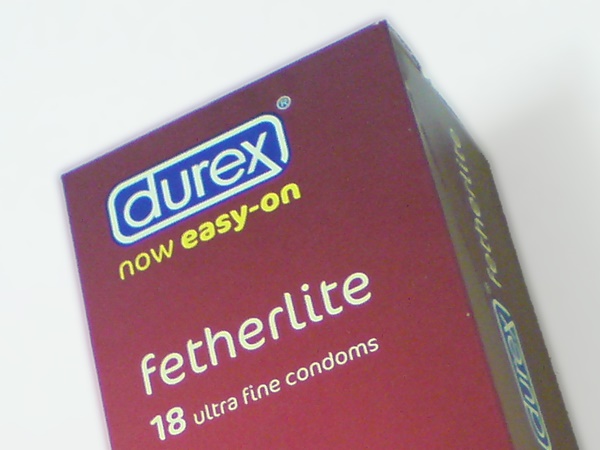 durex®
now easy-on
fetherlite
18 ultra fine condoms
fetherlite
durex